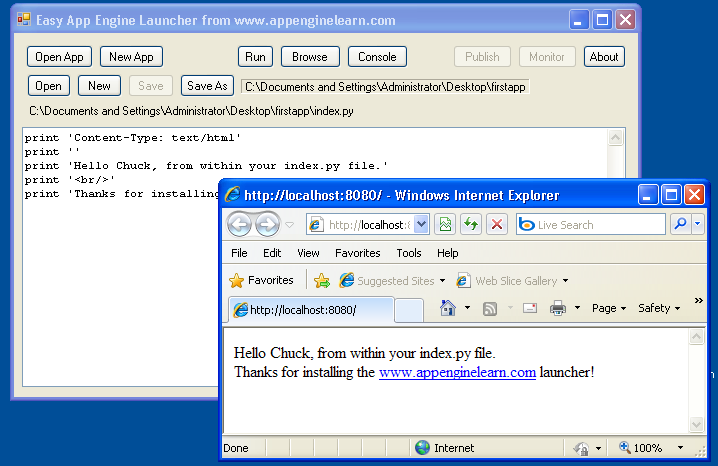 Easy App Engine Launcher from www.appenginelearn.com
Open App New App Run Browse Console Publish Monitor About
Open New Save Save As C:\Documents and Settings\Administrator\Desktop\firstapp
C:\Documents and Settings\Administrator\Desktop\firstapp\index.py
print 'Content-Type: text/html'
print ''
print 'Hello Chuck, from within your index.py file.'
print '<br/>'
print 'Thanks for installing
http://localhost:8080/ - Windows Internet Explorer
http://localhost: Live Search
File Edit View Favorites Tools Help
Favorites Suggested Sites Web Slice Gallery
http://localhost:8080/ Page Safety »
Hello Chuck, from within your index.py file.
Thanks for installing the www.appenginelearn.com launcher!
Done Internet 100%